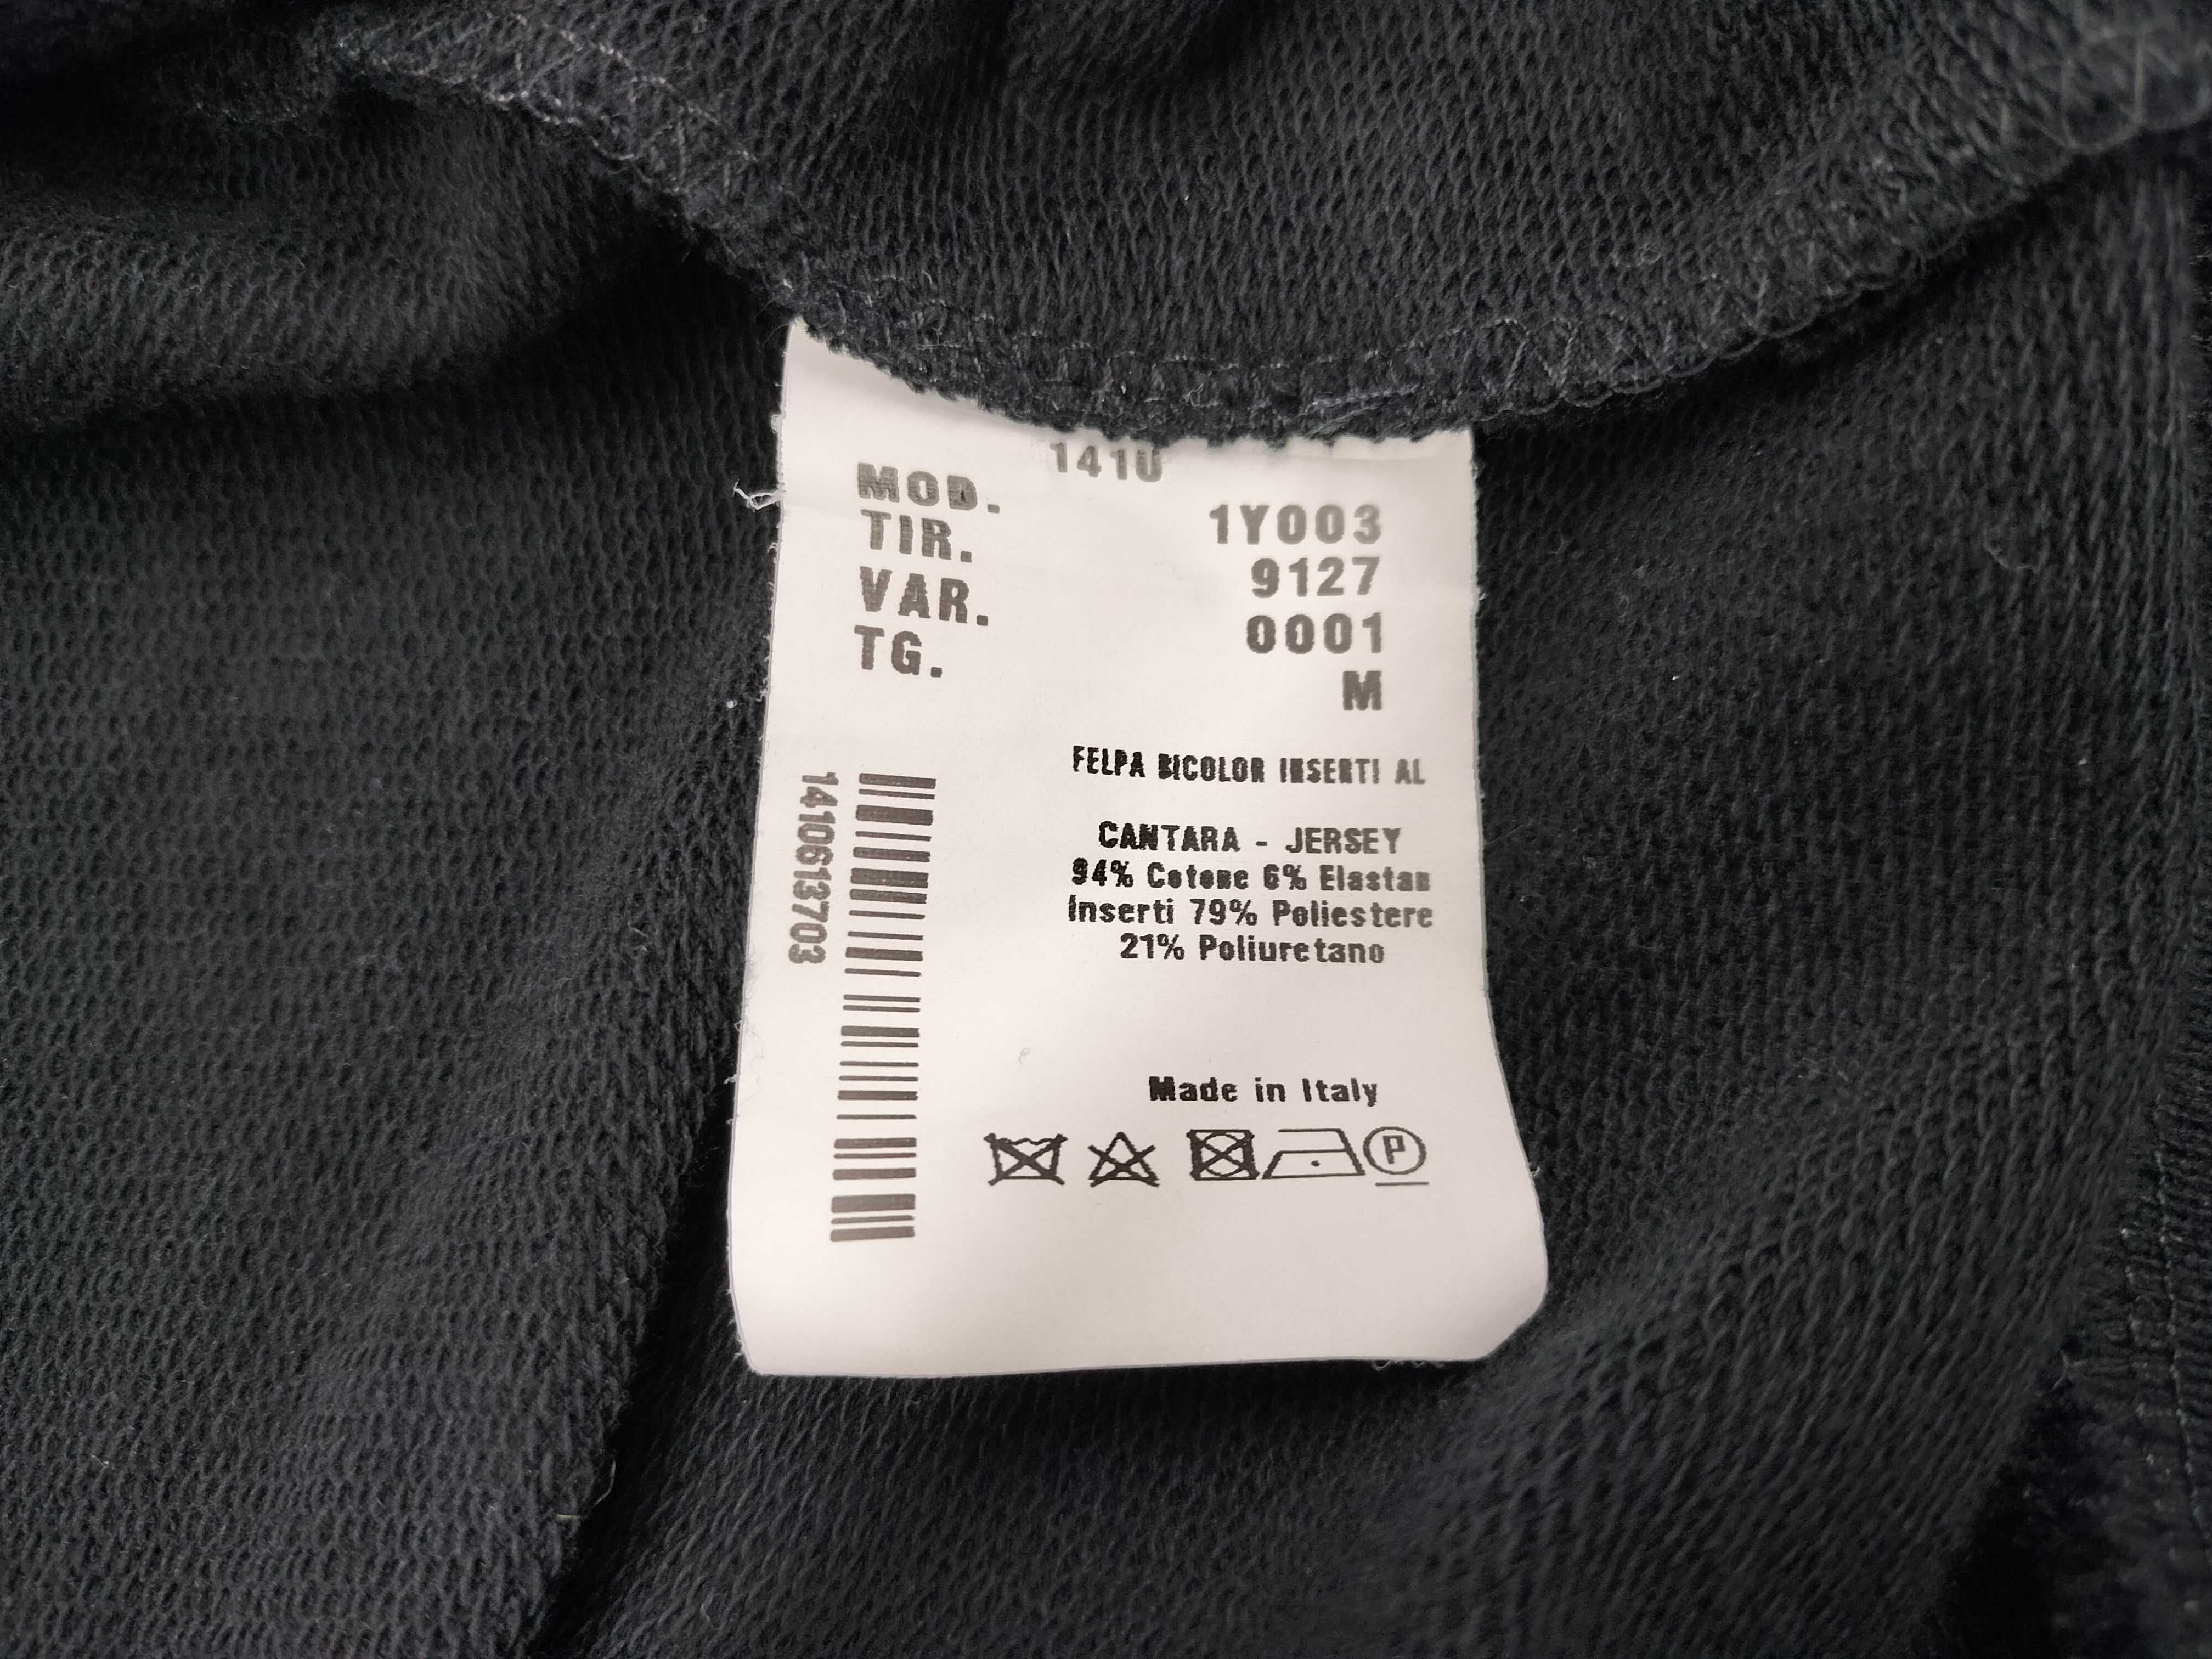 1410
MOD. 1Y003
TIR. 9127
VAR. 0001
TG. M
FELPA BICOLOR INSERTI AL
CANTARA - JERSEY
94% Cotone 6% Elastan
Inserti 79% Poliestere
21% Poliuretano
1410613703
Made in Italy
P